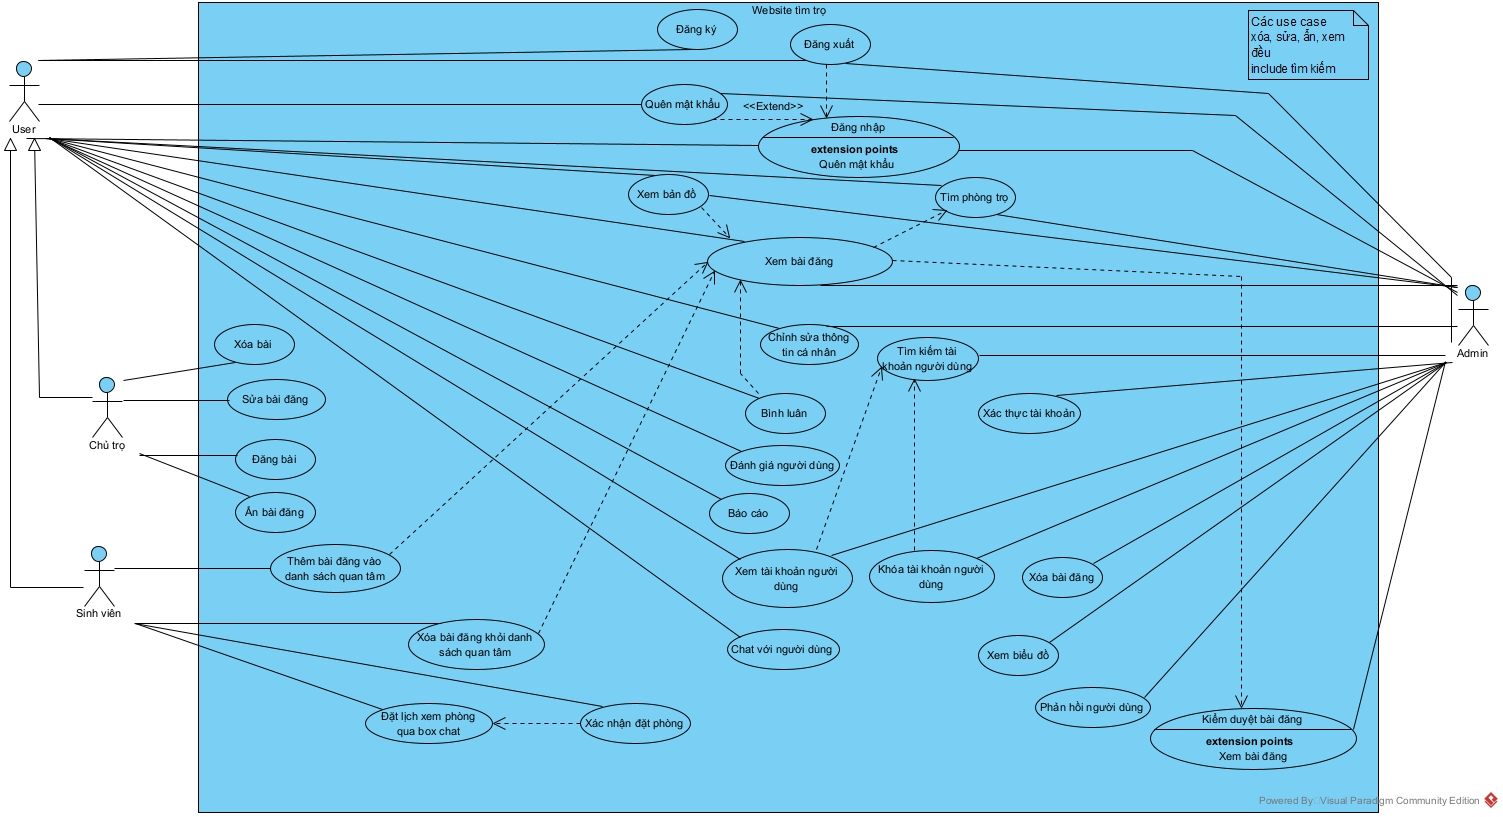 Website tìm trọ
Các use case
xóa, sửa, ẩn, xem
đều
include tìm kiếm
Đăng ký
Đăng xuất
Quên mật khẩu
<<Extend>>
User
Đăng nhập
extension points
Quên mật khẩu
Xem bản đồ
Tìm phòng trọ
Xem bài đăng
Chỉnh sửa thông
tin cá nhân
Tìm kiếm tài
khoản người dùng
Admin
Xóa bài
Sửa bài đăng
Chủ trọ
Đăng bài
Ẩn bài đăng
Bình luân
Xác thực tài khoản
Đánh giá người dùng
Báo cáo
Thêm bài đăng vào
danh sách quan tâm
Xem tài khoản người
dùng
Khóa tài khoản người
dùng
Xóa bài đăng
Sinh viên
Xóa bài đăng khỏi danh
sách quan tâm
Chat với người dùng
Xem biểu đồ
Đặt lịch xem phòng
qua box chat
Xác nhận đặt phòng
Phản hồi người dùng
Kiểm duyệt bài đăng
extension points
Xem bài đăng
Powered By Visual Paradigm Community Edition